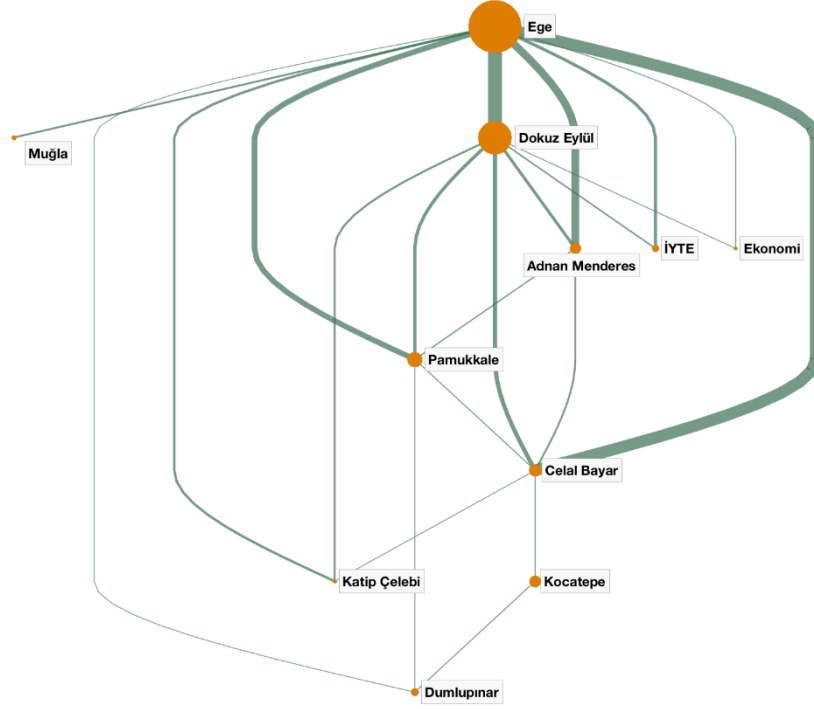 Ege
Dokuz Eylül
Muğla
Adnan Menderes
İYTE
Ekonomi
Pamukkale
Celal Bayar
Katip Çelebi
Kocatepe
Dumlupınar